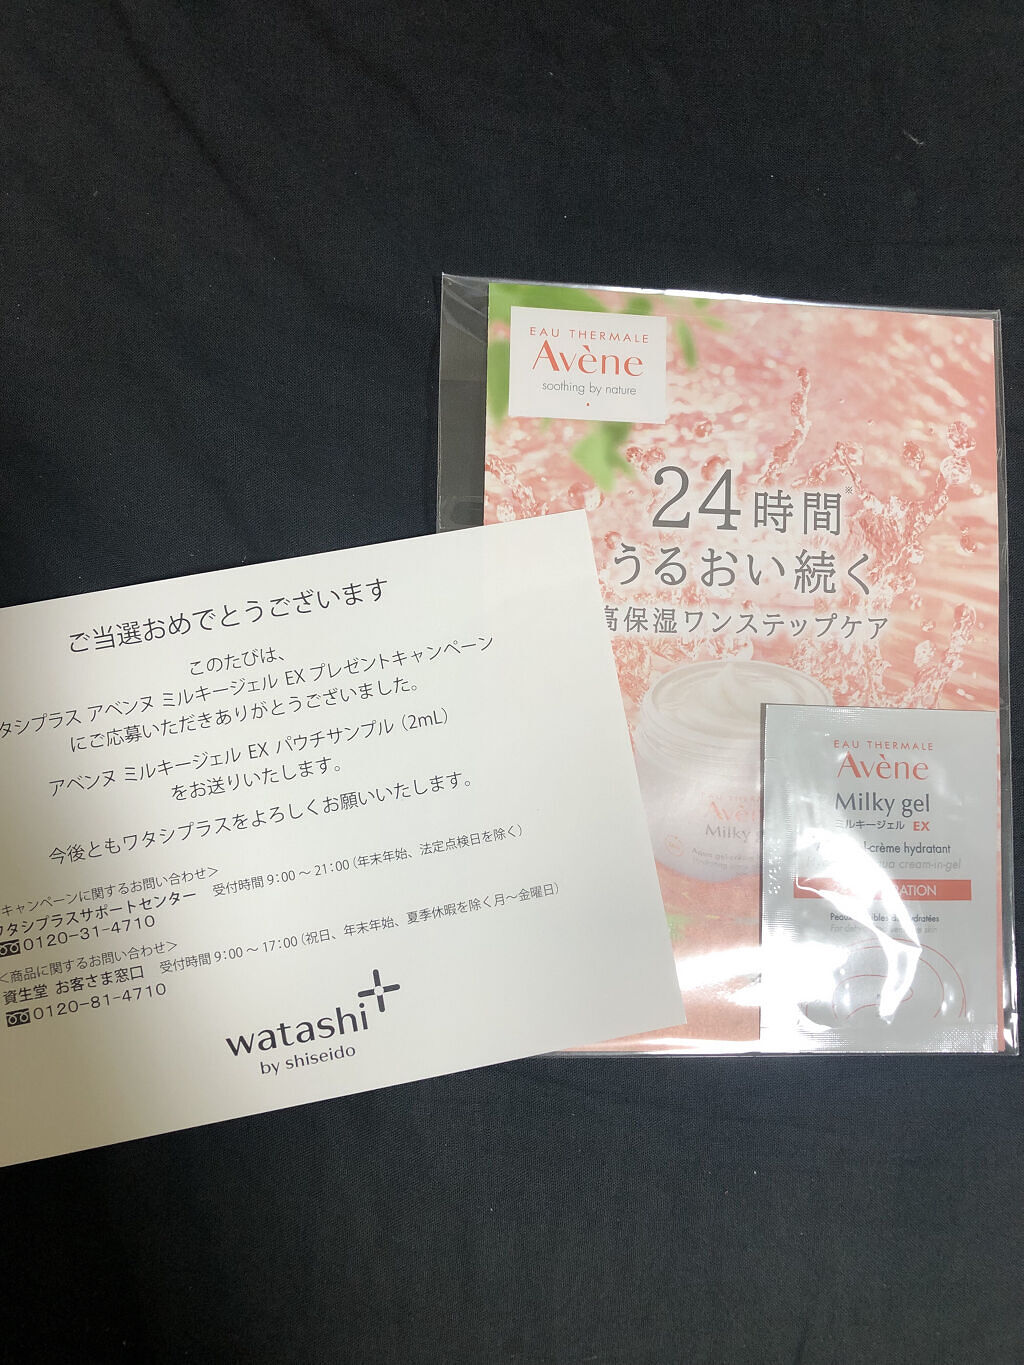 EAU THERMALE
Avène
soothing by nature
24時間※
うるおい続く
高保湿ワンステップケア
Avène
Milky g
EAU THERMALE
Avène
Milky gel
ミルキージェル EX
l-crème hydratant
cream-in-gel
ご当選おめでとうございます
このたびは、
タシプラス アベンヌ ミルキージェル EX プレゼントキャンペーン
にご応募いただきありがとうございました。
アベンヌ ミルキージェル EX パウチサンプル（2mL）
をお送りいたします。
今後ともワタシプラスをよろしくお願いいたします。
キャンペーンに関するお問い合わせ＞
ワタシプラスサポートセンター 受付時間 9:00 ～ 21:00（年末年始、法定点検日を除く）
0120-31-4710
＜商品に関するお問い合わせ＞
資生堂 お客さま窓口 受付時間 9:00 ～ 17:00（祝日、年末年始、夏季休暇を除く月～金曜日）
0120-81-4710
watashi+
by shiseido